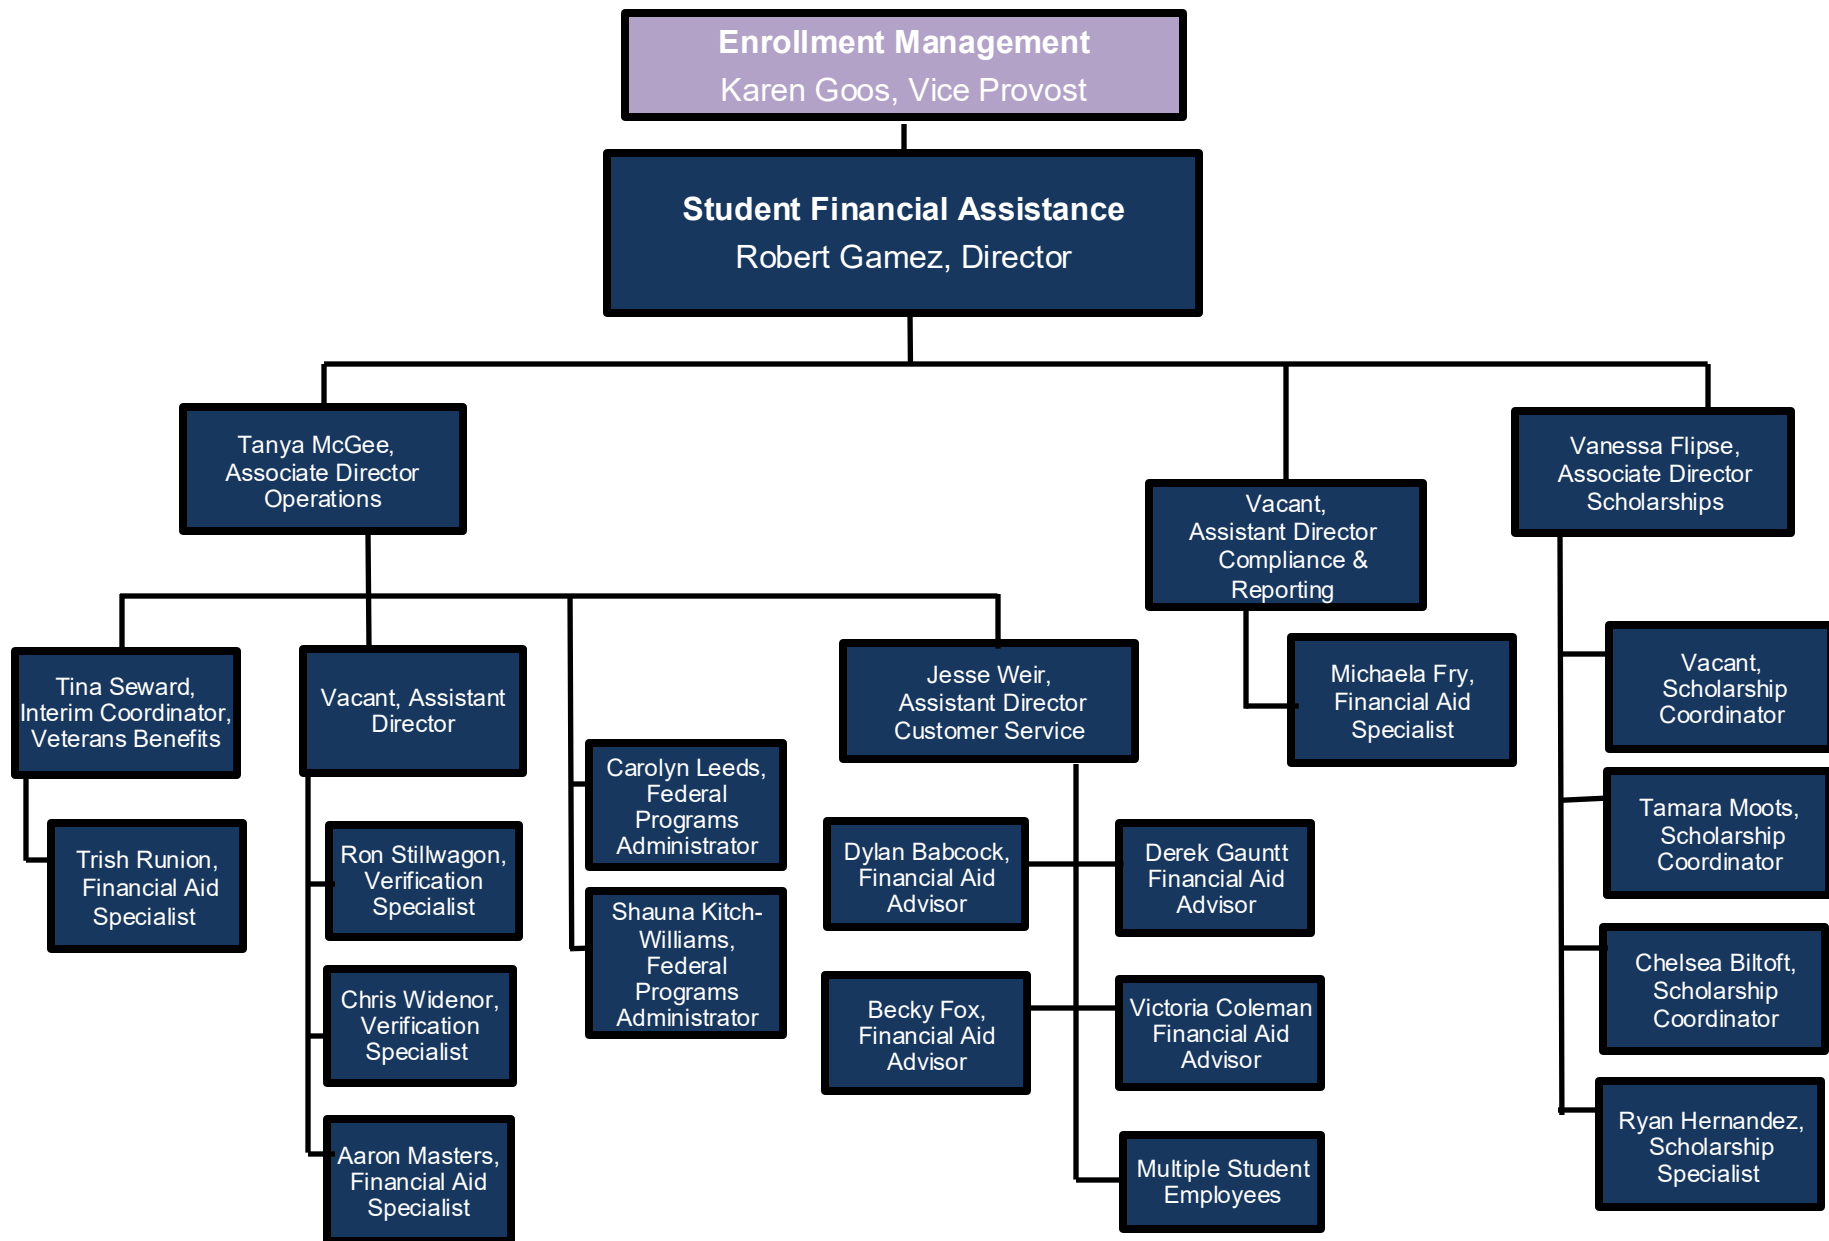 Enrollment Management
Karen Goos, Vice Provost
Student Financial Assistance
Robert Gamez, Director
Tanya McGee,
Associate Director
Operations
Vacant,
Assistant Director
Compliance &
Reporting
Vanessa Flipse,
Associate Director
Scholarships
Tina Seward,
Interim Coordinator,
Veterans Benefits
Vacant, Assistant
Director
Carolyn Leeds,
Federal
Programs
Administrator
Shauna Kitch-
Williams,
Federal
Programs
Administrator
Jesse Weir,
Assistant Director
Customer Service
Michaela Fry,
Financial Aid
Specialist
Vacant,
Scholarship
Coordinator
Trish Runion,
Financial Aid
Specialist
Ron Stillwagon,
Verification
Specialist
Chris Widenor,
Verification
Specialist
Aaron Masters,
Financial Aid
Specialist
Dylan Babcock,
Financial Aid
Advisor
Derek Gauntt
Financial Aid
Advisor
Becky Fox,
Financial Aid
Advisor
Victoria Coleman
Financial Aid
Advisor
Multiple Student
Employees
Tamara Moots,
Scholarship
Coordinator
Chelsea Biltoft,
Scholarship
Coordinator
Ryan Hernandez,
Scholarship
Specialist